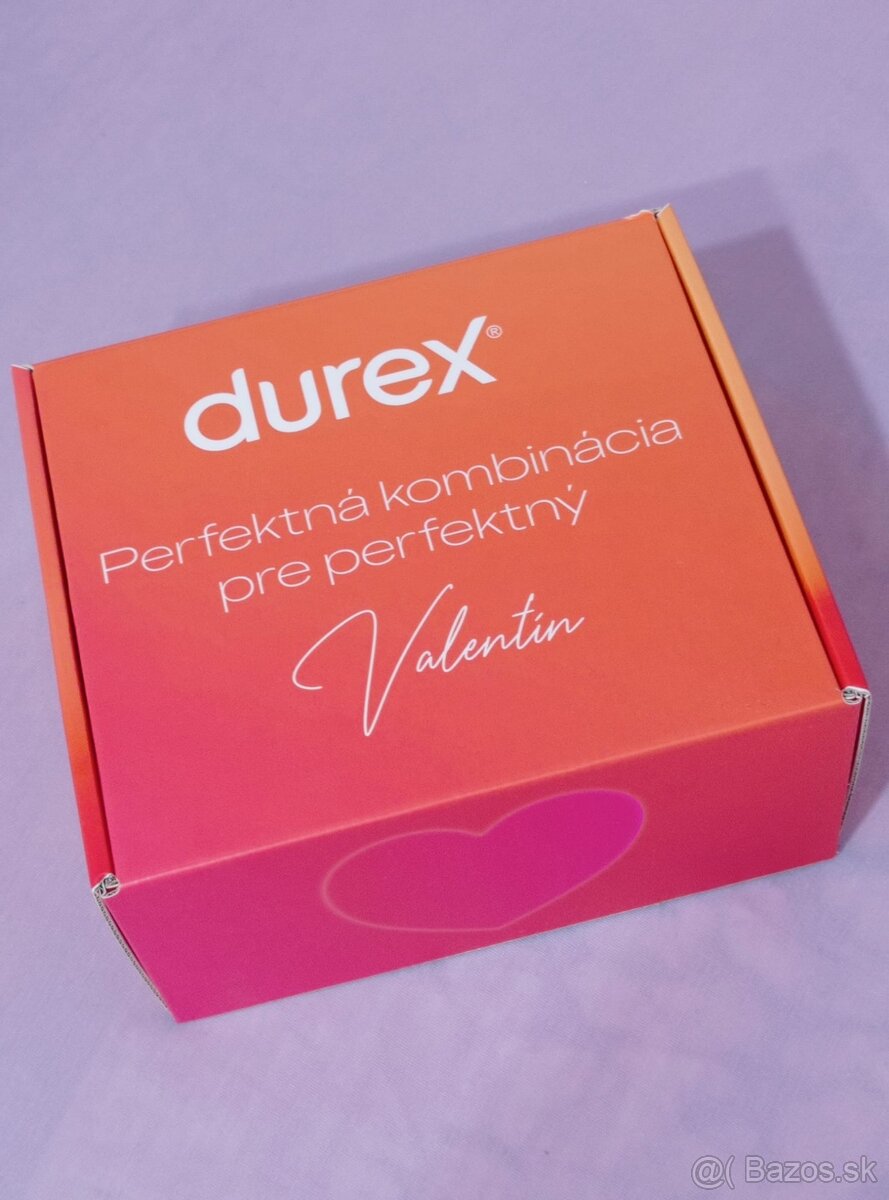 durex®
Perfektná kombinácia
pre perfektný
Valentín
@( Bazos.sk